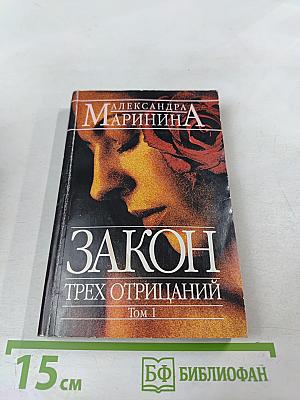 АЛЕКСАНДРА
МАРИНИНА
ЗАКОН
ТРЕХ ОТРИЦАНИЙ
Том 1
15 см
БФ БИБЛИОФАН